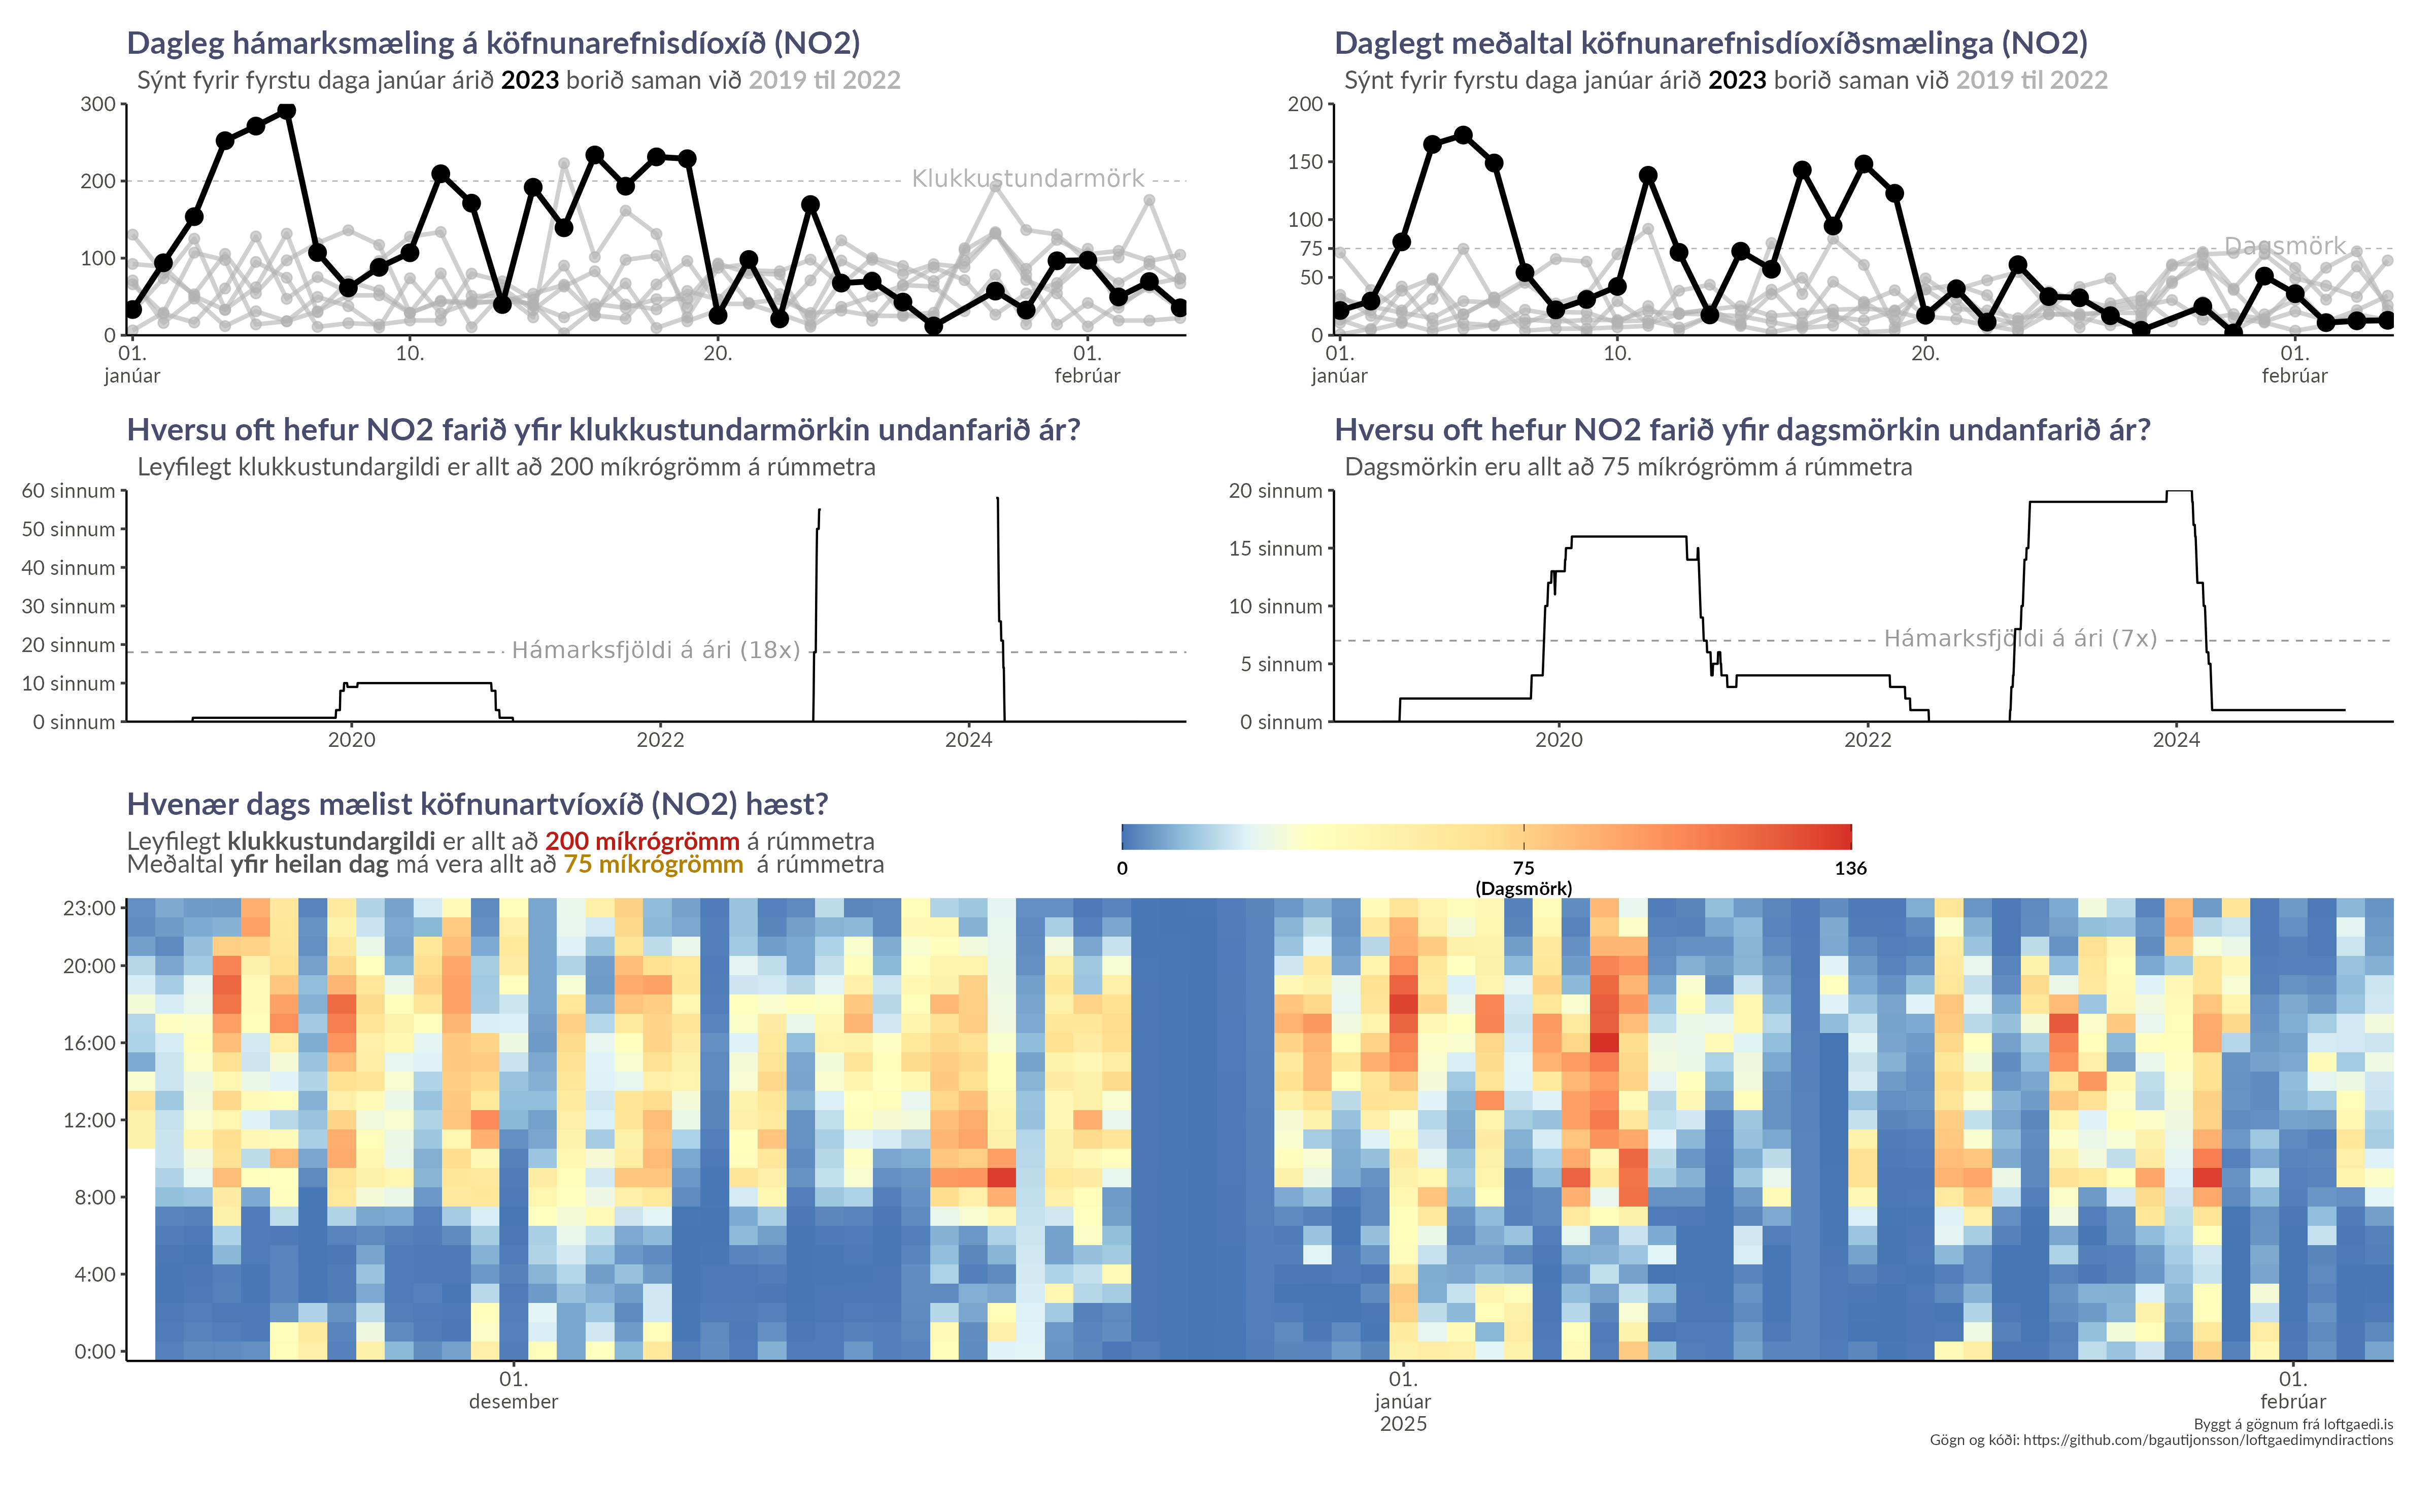 Dagleg hámarksmæling á köfnunarefnisdíoxíð (NO2)
Sýnt fyrir fyrstu daga janúar árið 2023 borið saman við 2019 til 2022
300
200
100
0
Klukkustundarmörk
01.
janúar
10.
20.
01.
febrúar
Daglegt meðaltal köfnunarefnisdíoxíðsmælinga (NO2)
Sýnt fyrir fyrstu daga janúar árið 2023 borið saman við 2019 til 2022
200
150
100
75
50
0
Dagsmörk
01.
janúar
10.
20.
01.
febrúar
Hversu oft hefur NO2 farið yfir klukkustundarmörkin undanfarið ár?
Leyfilegt klukkustundargildi er allt að 200 míkrógrömm á rúmmetra
60 sinnum
50 sinnum
40 sinnum
30 sinnum
20 sinnum
10 sinnum
0 sinnum
Hámarksfjöldi á ári (18x)
2020
2022
2024
Hversu oft hefur NO2 farið yfir dagsmörkin undanfarið ár?
Dagsmörkin eru allt að 75 míkrógrömm á rúmmetra
20 sinnum
15 sinnum
10 sinnum
5 sinnum
0 sinnum
Hámarksfjöldi á ári (7x)
2020
2022
2024
Hvenær dags mælist köfnunartvíoxíð (NO2) hæst?
Leyfilegt klukkustundargildi er allt að 200 míkrógrömm á rúmmetra
Meðaltal yfir heilan dag má vera allt að 75 míkrógrömm á rúmmetra
0
75
(Dagsmörk)
136
23:00
20:00
16:00
12:00
8:00
4:00
0:00
01.
desember
01.
janúar
2025
01.
febrúar
Byggt á gögnum frá loftgaedi.is
Gögn og kóði: https://github.com/bgautijonsson/loftgaedimyndiractions